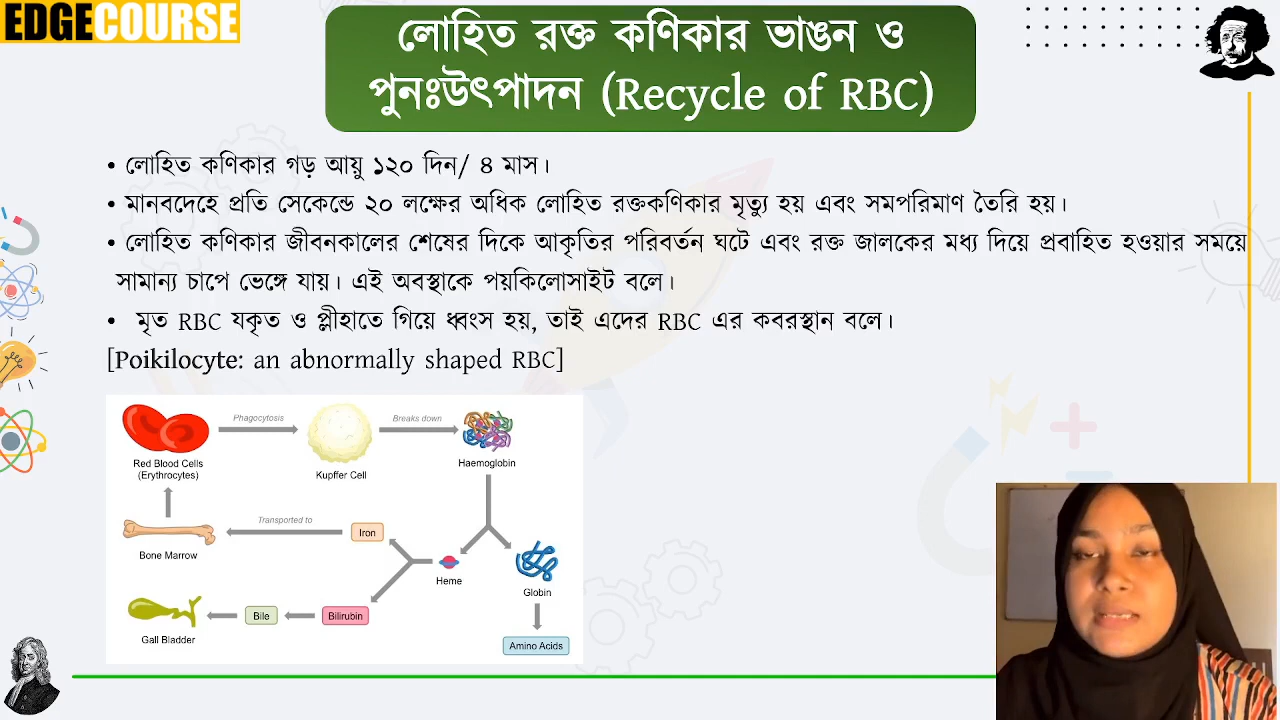 EDGECOURSE
লোহিত রক্ত কণিকার ভাঙন ও
পুনঃউৎপাদন (Recycle of RBC)
• লোহিত কণিকার গড় আয়ু ১২০ দিন/ ৪ মাস।
• মানবদেহে প্রতি সেকেন্ডে ২০ লক্ষের অধিক লোহিত রক্তকণিকার মৃত্যু হয় এবং সমপরিমাণ তৈরি হয়।
• লোহিত কণিকার জীবনকালের শেষের দিকে আকৃতির পরিবর্তন ঘটে এবং রক্ত জালকের মধ্য দিয়ে প্রবাহিত হওয়ার সময়ে
সামান্য চাপে ভেঙ্গে যায়। এই অবস্থাকে পয়কিলোসাইট বলে।
• মৃত RBC যকৃত ও প্লীহাতে গিয়ে ধ্বংস হয়, তাই এদের RBC এর কবরস্থান বলে।
[Poikilocyte: an abnormally shaped RBC]
Phagocytosis
Breaks down
Red Blood Cells
(Erythrocytes)
Kupffer Cell
Haemoglobin
Transported to
Iron
Bone Marrow
Heme
Globin
Bilirubin
Bile
Gall Bladder
Amino Acids